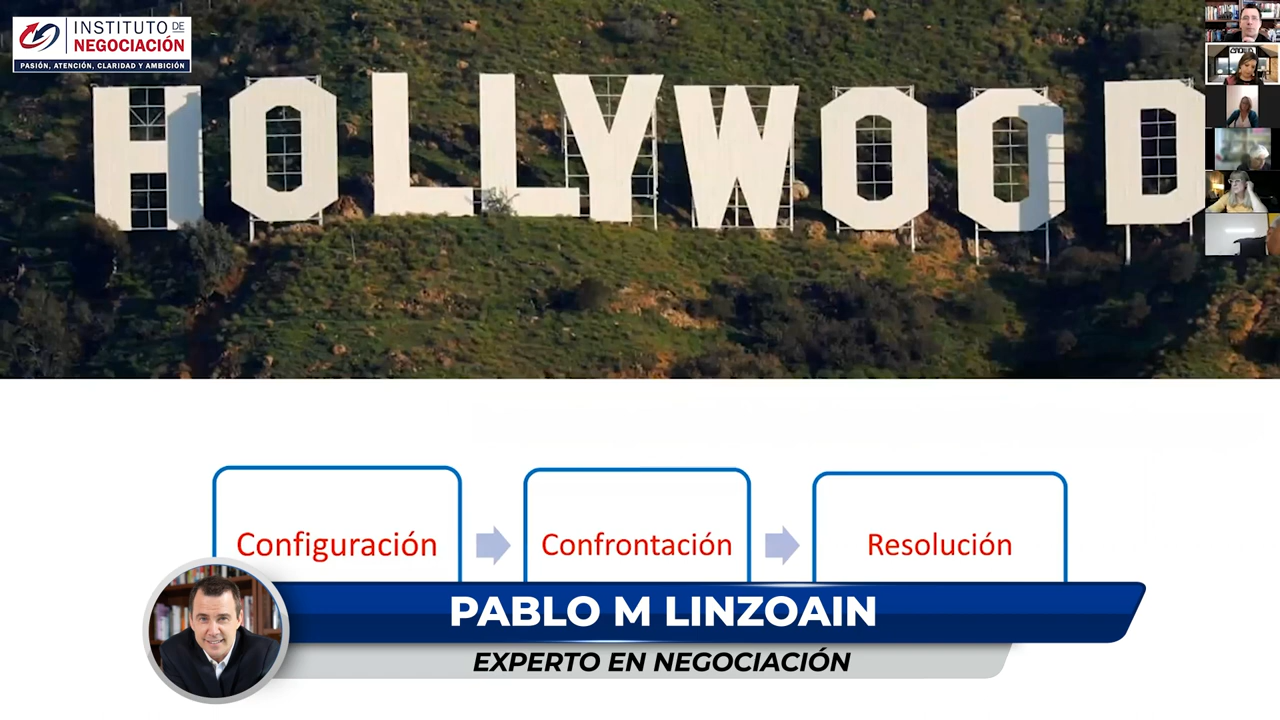 INSTITUTO DE
NEGOCIACIÓN
PASIÓN, ATENCIÓN, CLARIDAD Y AMBICIÓN
HOLLYWOOD
Configuración
Confrontación
Resolución
PABLO M LINZOAIN
EXPERTO EN NEGOCIACIÓN